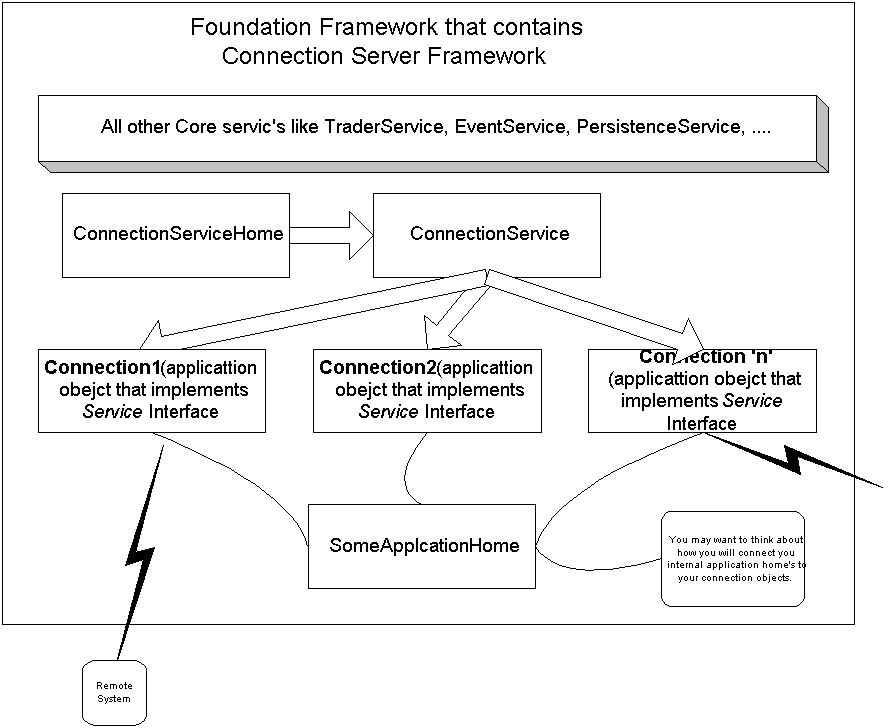 Foundation Framework that contains
Connection Server Framework
All other Core servic's like TraderService, EventService, PersistenceService, ....
ConnectionServiceHome
ConnectionService
Connection1(applicattion
obejct that implements
Service Interface
Connection2(applicattion
obejct that implements
Service Interface
Connection 'n'
(applicattion obejct that
implements Service
Interface
SomeApplcationHome
You may want to think about
how you will connect you
internal application home's to
your connection objects.
Remote
System